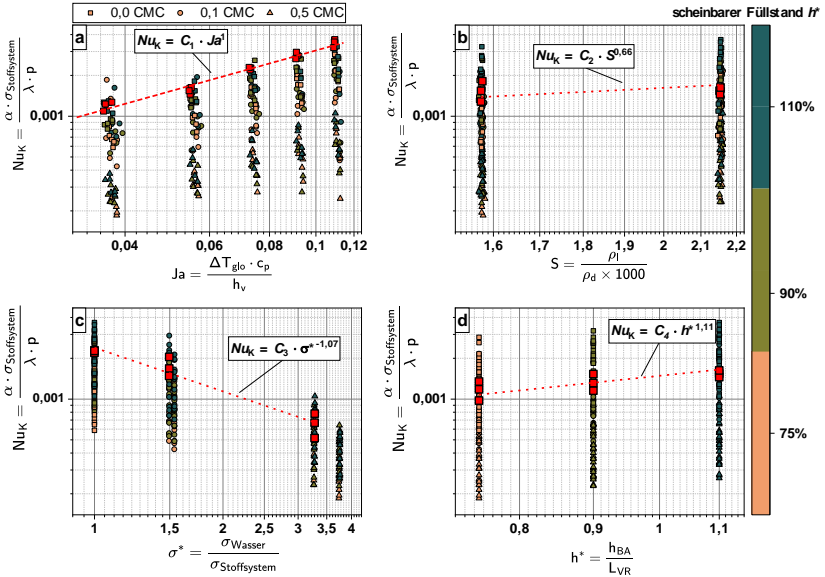 0,0 CMC 0,1 CMC 0,5 CMC
scheinbarer Füllstand h*
a
Nu_K = C_1 · Ja^1
0,001
Nu_K = α · σ_Stoffsystem / λ · p
0,04 0,06 0,08 0,1 0,12
Ja = ΔT_glo · c_p / h_v
b
Nu_K = C_2 · S^0,66
0,001
Nu_K = α · σ_Stoffsystem / λ · p
1,6 1,7 1,8 1,9 2 2,1 2,2
S = ρ_l / ρ_d × 1000
c
Nu_K = C_3 · σ*^-1,07
0,001
Nu_K = α · σ_Stoffsystem / λ · p
1 1,5 2 2,5 3 3,5 4
σ* = σ_Wasser / σ_Stoffsystem
d
Nu_K = C_4 · h*^1,11
0,001
Nu_K = α · σ_Stoffsystem / λ · p
0,8 0,9 1 1,1
h* = h_BA / L_VR
110%
90%
75%